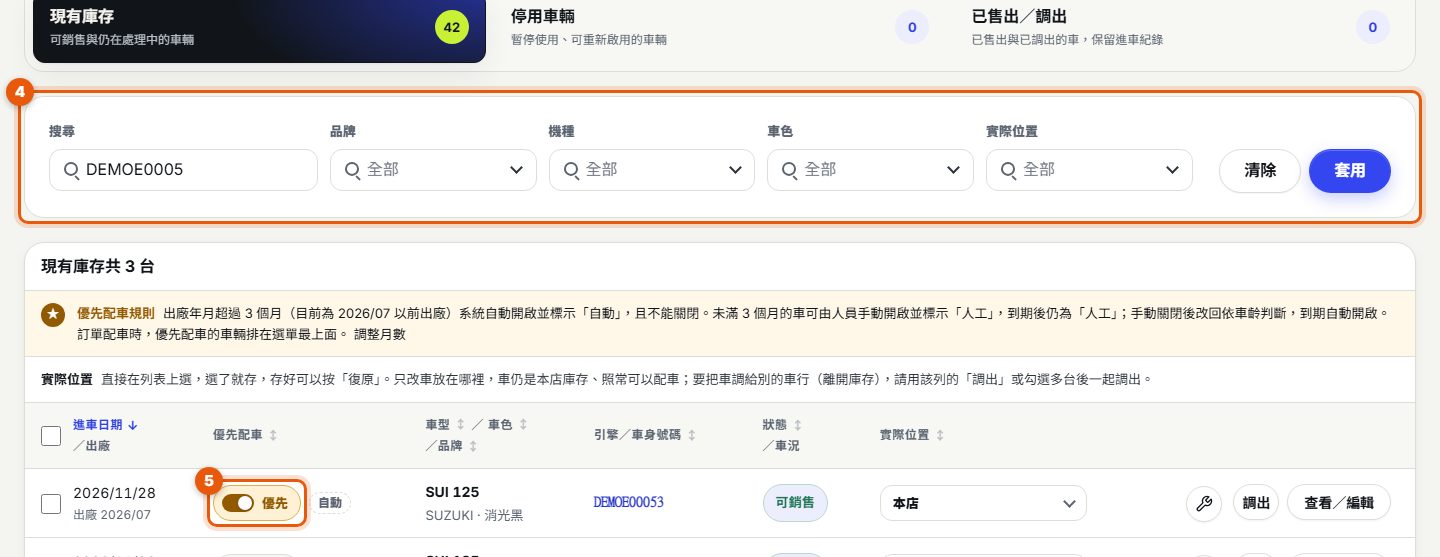 現有庫存
可銷售與仍在處理中的車輛
42
停用車輛
暫停使用、可重新啟用的車輛
0
已售出／調出
已售出與已調出的車，保留進車紀錄
0
4
搜尋
品牌
機種
車色
實際位置
DEMOE0005
全部
全部
全部
全部
清除
套用
現有庫存共 3 台
優先配車規則 出廠年月超過 3 個月（目前為 2026/07 以前出廠）系統自動開啟並標示「自動」，且不能關閉。未滿 3 個月的車可由人員手動開啟並標示「人工」，到期後仍為「人工」；手動關閉後改回依車齡判斷，到期自動開啟。
訂單配車時，優先配車的車輛排在選單最上面。 調整月數
實際位置 直接在列表上選，選了就存，存好可以按「復原」。只改車放在哪裡，車仍是本店庫存、照常可以配車；要把車調給別的車行（離開庫存），請用該列的「調出」或勾選多台後一起調出。
進車日期 ↓
／出廠
優先配車
車型 ／ 車色
／品牌
引擎／車身號碼
狀態
／車況
實際位置
5
2026/11/28
出廠 2026/07
優先
自動
SUI 125
SUZUKI · 消光黑
DEMOE00053
可銷售
本店
調出
查看／編輯